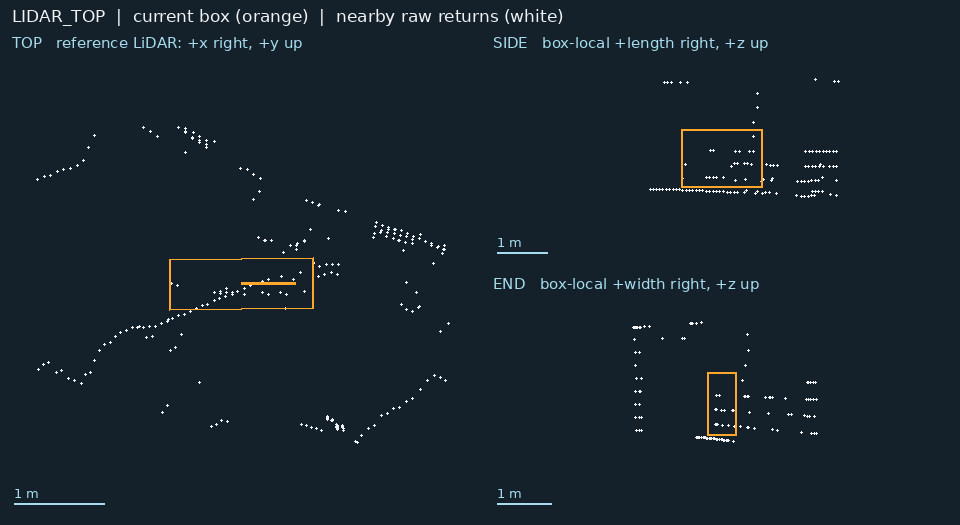 LIDAR_TOP  |  current box (orange)  |  nearby raw returns (white)
TOP   reference LiDAR: +x right, +y up
SIDE   box-local +length right, +z up
1 m
END   box-local +width right, +z up
1 m
1 m